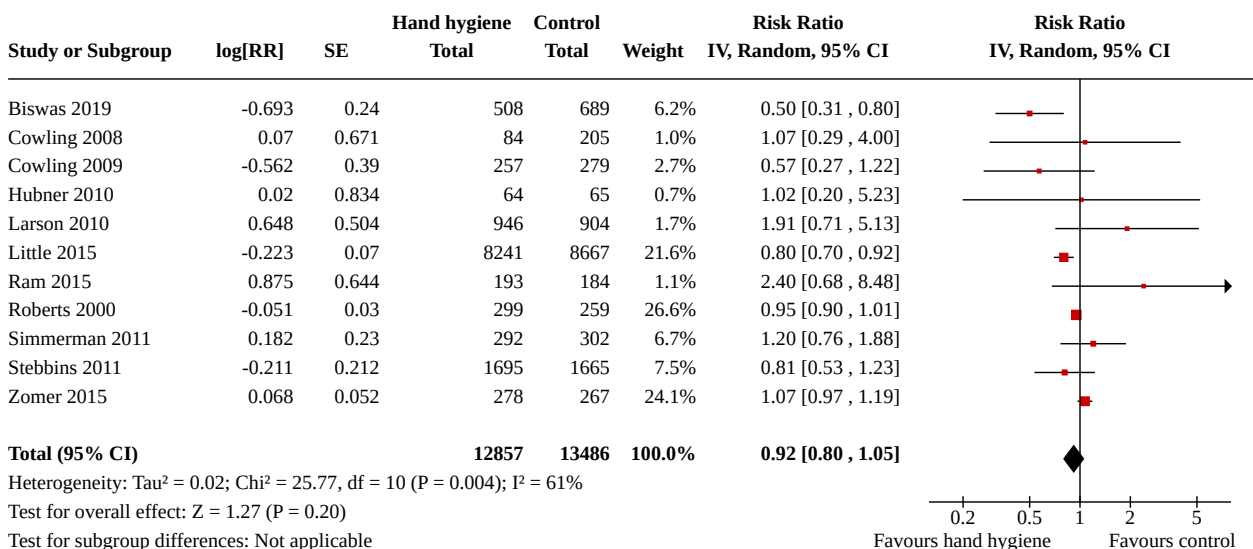 Hand hygiene Control Risk Ratio Risk Ratio
Study or Subgroup log[RR] SE Total Total Weight IV, Random, 95% CI IV, Random, 95% CI
Biswas 2019 -0.693 0.24 508 689 6.2% 0.50 [0.31 , 0.80]
Cowling 2008 0.07 0.671 84 205 1.0% 1.07 [0.29 , 4.00]
Cowling 2009 -0.562 0.39 257 279 2.7% 0.57 [0.27 , 1.22]
Hubner 2010 0.02 0.834 64 65 0.7% 1.02 [0.20 , 5.23]
Larson 2010 0.648 0.504 946 904 1.7% 1.91 [0.71 , 5.13]
Little 2015 -0.223 0.07 8241 8667 21.6% 0.80 [0.70 , 0.92]
Ram 2015 0.875 0.644 193 184 1.1% 2.40 [0.68 , 8.48]
Roberts 2000 -0.051 0.03 299 259 26.6% 0.95 [0.90 , 1.01]
Simmerman 2011 0.182 0.23 292 302 6.7% 1.20 [0.76 , 1.88]
Stebbins 2011 -0.211 0.212 1695 1665 7.5% 0.81 [0.53 , 1.23]
Zomer 2015 0.068 0.052 278 267 24.1% 1.07 [0.97 , 1.19]
Total (95% CI) 12857 13486 100.0% 0.92 [0.80 , 1.05]
Heterogeneity: Tau² = 0.02; Chi² = 25.77, df = 10 (P = 0.004); I² = 61%
Test for overall effect: Z = 1.27 (P = 0.20) 0.2 0.5 1 2 5
Test for subgroup differences: Not applicable Favours hand hygiene Favours control